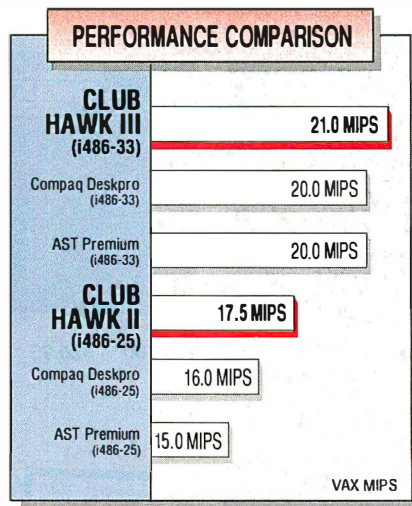 PERFORMANCE COMPARISON
CLUB
HAWK III
(i486-33)
21.0 MIPS
Compaq Deskpro
(i486-33)
20.0 MIPS
AST Premium
(i486-33)
20.0 MIPS
CLUB
HAWK II
(i486-25)
17.5 MIPS
Compaq Deskpro
(i486-25)
16.0 MIPS
AST Premium
(i486-25)
15.0 MIPS
VAX MIPS